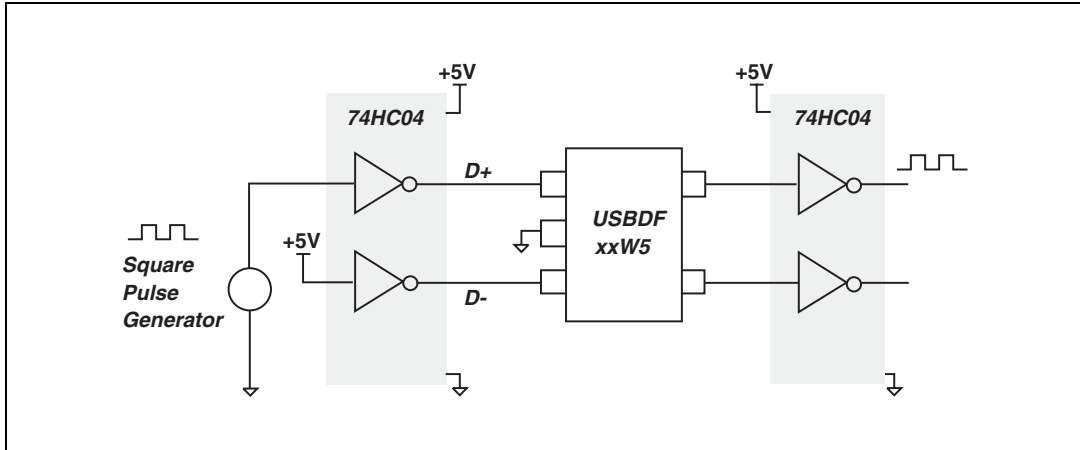 +5V
+5V
74HC04
74HC04
D+
USBDF
xxW5
+5V
Square
Pulse
Generator
D-